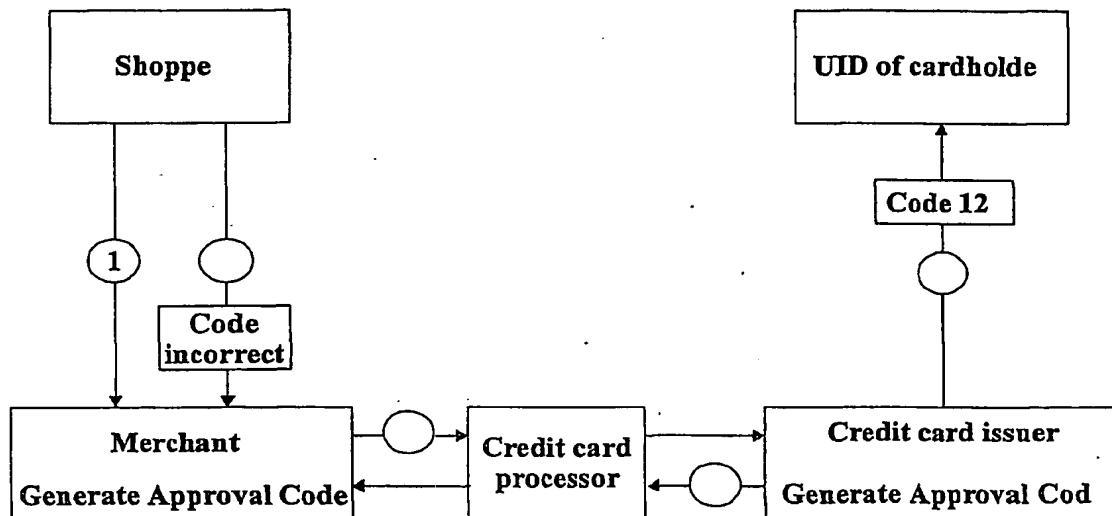 Shoppe
UID of cardholde
Code 12
1
Code
incorrect
Merchant
Generate Approval Code
Credit card
processor
Credit card issuer
Generate Approval Cod